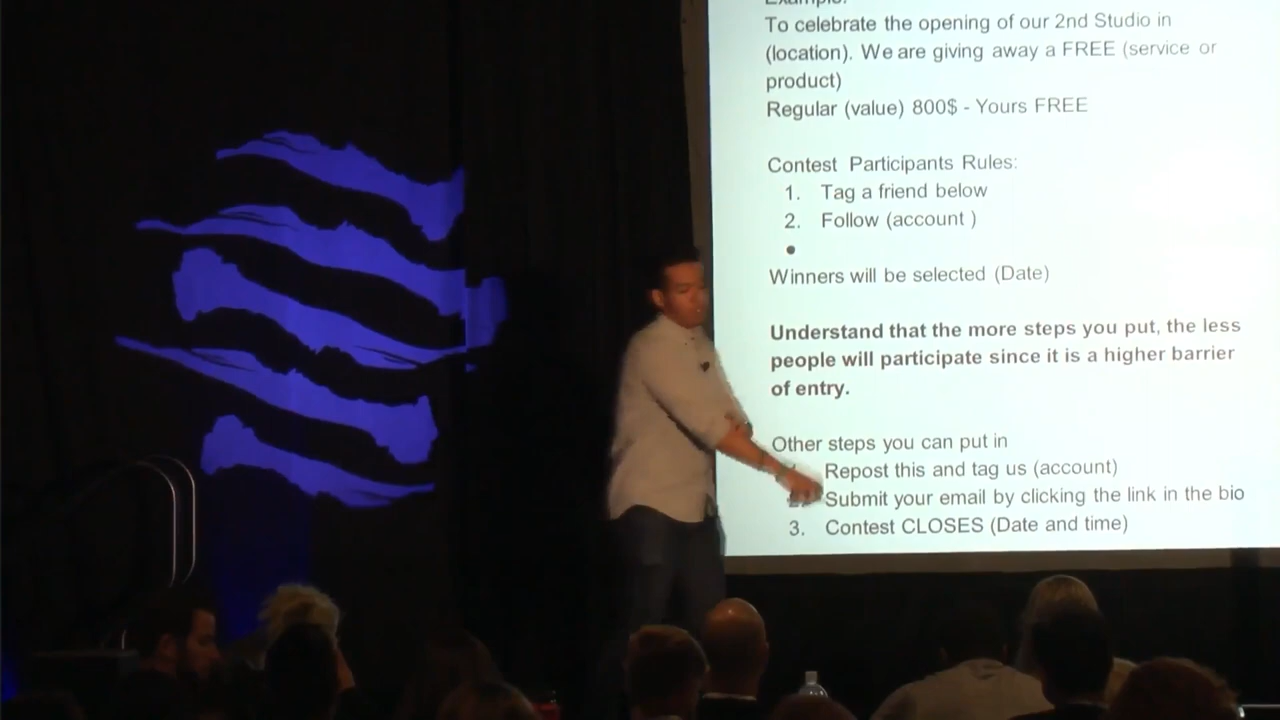 Example:
To celebrate the opening of our 2nd Studio in
(location). We are giving away a FREE (service or
product)
Regular (value) 800$ - Yours FREE
Contest Participants Rules:
1. Tag a friend below
2. Follow (account )
●
Winners will be selected (Date)
Understand that the more steps you put, the less
people will participate since it is a higher barrier
of entry.
Other steps you can put in
Repost this and tag us (account)
Submit your email by clicking the link in the bio
3. Contest CLOSES (Date and time)